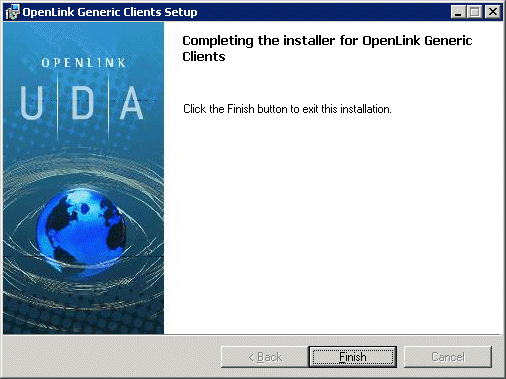 OpenLink Generic Clients Setup
OPENLINK
UDA
Completing the installer for OpenLink Generic
Clients
Click the Finish button to exit this installation.
< Back
Finish
Cancel